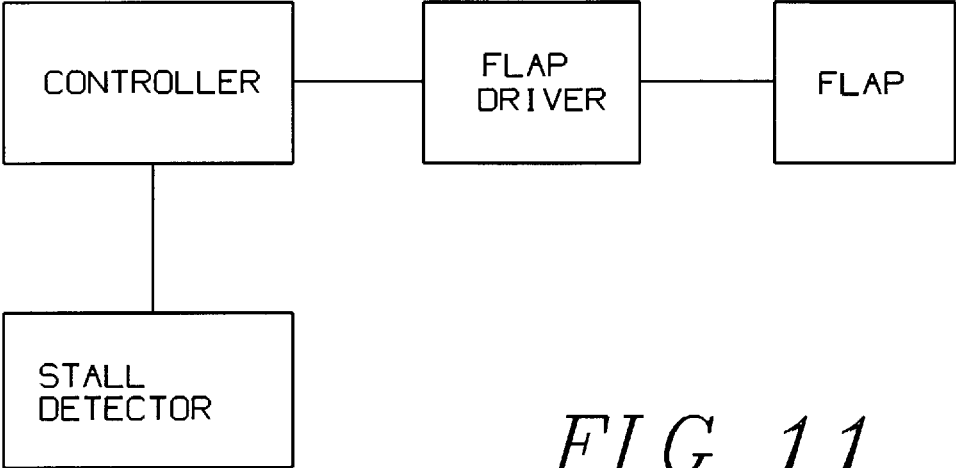 CONTROLLER
FLAP
DRIVER
FLAP
STALL
DETECTOR
FIG 11